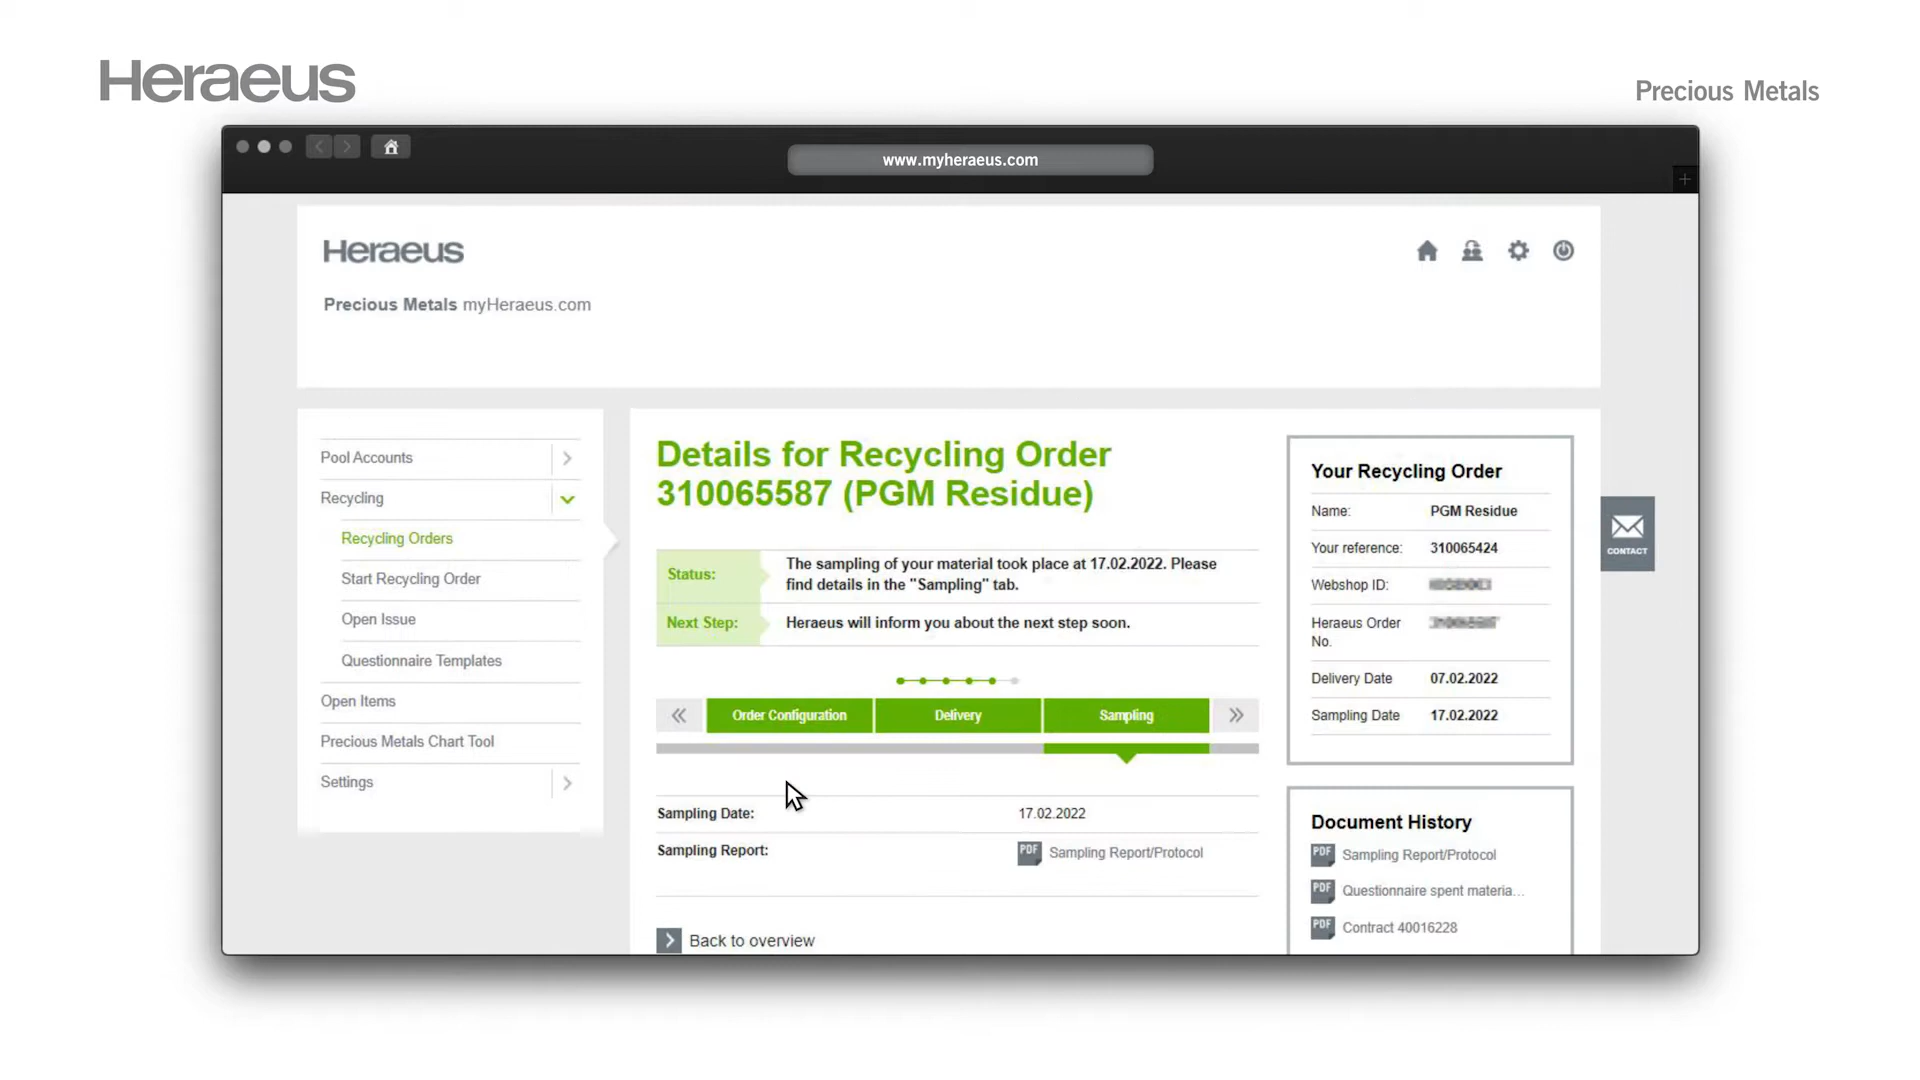 Heraeus
Precious Metals
www.myheraeus.com
Heraeus
Precious Metals myHeraeus.com
Pool Accounts
Recycling
Recycling Orders
Start Recycling Order
Open Issue
Questionnaire Templates
Open Items
Precious Metals Chart Tool
Settings
Details for Recycling Order
310065587 (PGM Residue)
Status:
The sampling of your material took place at 17.02.2022. Please
find details in the "Sampling" tab.
Next Step:
Heraeus will inform you about the next step soon.
Order Configuration
Delivery
Sampling
Sampling Date:
17.02.2022
Sampling Report:
PDF Sampling Report/Protocol
Back to overview
Your Recycling Order
Name: PGM Residue
Your reference: 310065424
Webshop ID:
Heraeus Order
No.
Delivery Date 07.02.2022
Sampling Date 17.02.2022
Document History
PDF Sampling Report/Protocol
PDF Questionnaire spent materia...
PDF Contract 40016228
CONTACT